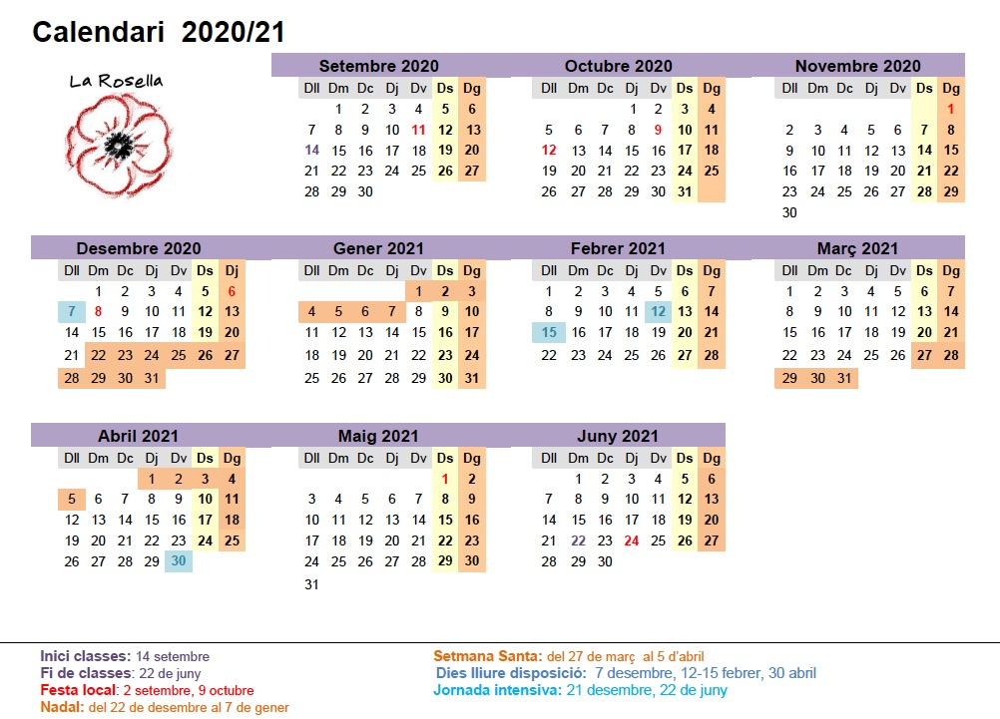 Calendari 2020/21
La Rosella
Setembre 2020 Octubre 2020 Novembre 2020
Dll Dm Dc Dj Dv Ds Dg Dll Dm Dc Dj Dv Ds Dg Dll Dm Dc Dj Dv Ds Dg
1 2 3 4 5 6 1 2 3 4 1
7 8 9 10 11 12 13 5 6 7 8 9 10 11 2 3 4 5 6 7 8
14 15 16 17 18 19 20 12 13 14 15 16 17 18 9 10 11 12 13 14 15
21 22 23 24 25 26 27 19 20 21 22 23 24 25 16 17 18 19 20 21 22
28 29 30 26 27 28 29 30 31 23 24 25 26 27 28 29
30
Desembre 2020 Gener 2021 Febrer 2021 Març 2021
Dll Dm Dc Dj Dv Ds Dj Dll Dm Dc Dj Dv Ds Dg Dll Dm Dc Dj Dv Ds Dg Dll Dm Dc Dj Dv Ds Dg
1 2 3 4 5 6 1 2 3 1 2 3 4 5 6 7 1 2 3 4 5 6 7
7 8 9 10 11 12 13 4 5 6 7 8 9 10 8 9 10 11 12 13 14 8 9 10 11 12 13 14
14 15 16 17 18 19 20 11 12 13 14 15 16 17 15 16 17 18 19 20 21 15 16 17 18 19 20 21
21 22 23 24 25 26 27 18 19 20 21 22 23 24 22 23 24 25 26 27 28 22 23 24 25 26 27 28
28 29 30 31 25 26 27 28 29 30 31 29 30 31
Abril 2021 Maig 2021 Juny 2021
Dll Dm Dc Dj Dv Ds Dg Dll Dm Dc Dj Dv Ds Dg Dll Dm Dc Dj Dv Ds Dg
1 2 3 4 1 2 1 2 3 4 5 6
5 6 7 8 9 10 11 3 4 5 6 7 8 9 7 8 9 10 11 12 13
12 13 14 15 16 17 18 10 11 12 13 14 15 16 14 15 16 17 18 19 20
19 20 21 22 23 24 25 17 18 19 20 21 22 23 21 22 23 24 25 26 27
26 27 28 29 30 24 25 26 27 28 29 30 28 29 30
31
Inici classes: 14 setembre
Fi de classes: 22 de juny
Festa local: 2 setembre, 9 octubre
Nadal: del 22 de desembre al 7 de gener
Setmana Santa: del 27 de març al 5 d'abril
Dies lliure disposició: 7 desembre, 12-15 febrer, 30 abril
Jornada intensiva: 21 desembre, 22 de juny